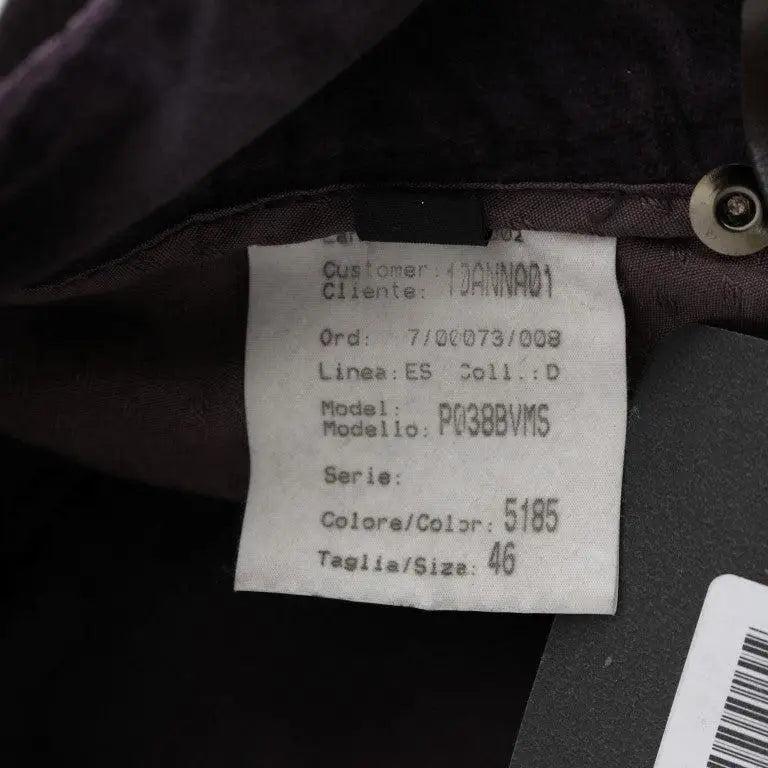 Customer: 10ANNA01
Cliente:
Ord: 7/00073/008
Linea: ES Coll.: D
Model:
Modello: P038BVMS
Serie:
Colore/Color: 5185
Taglia/Size: 46